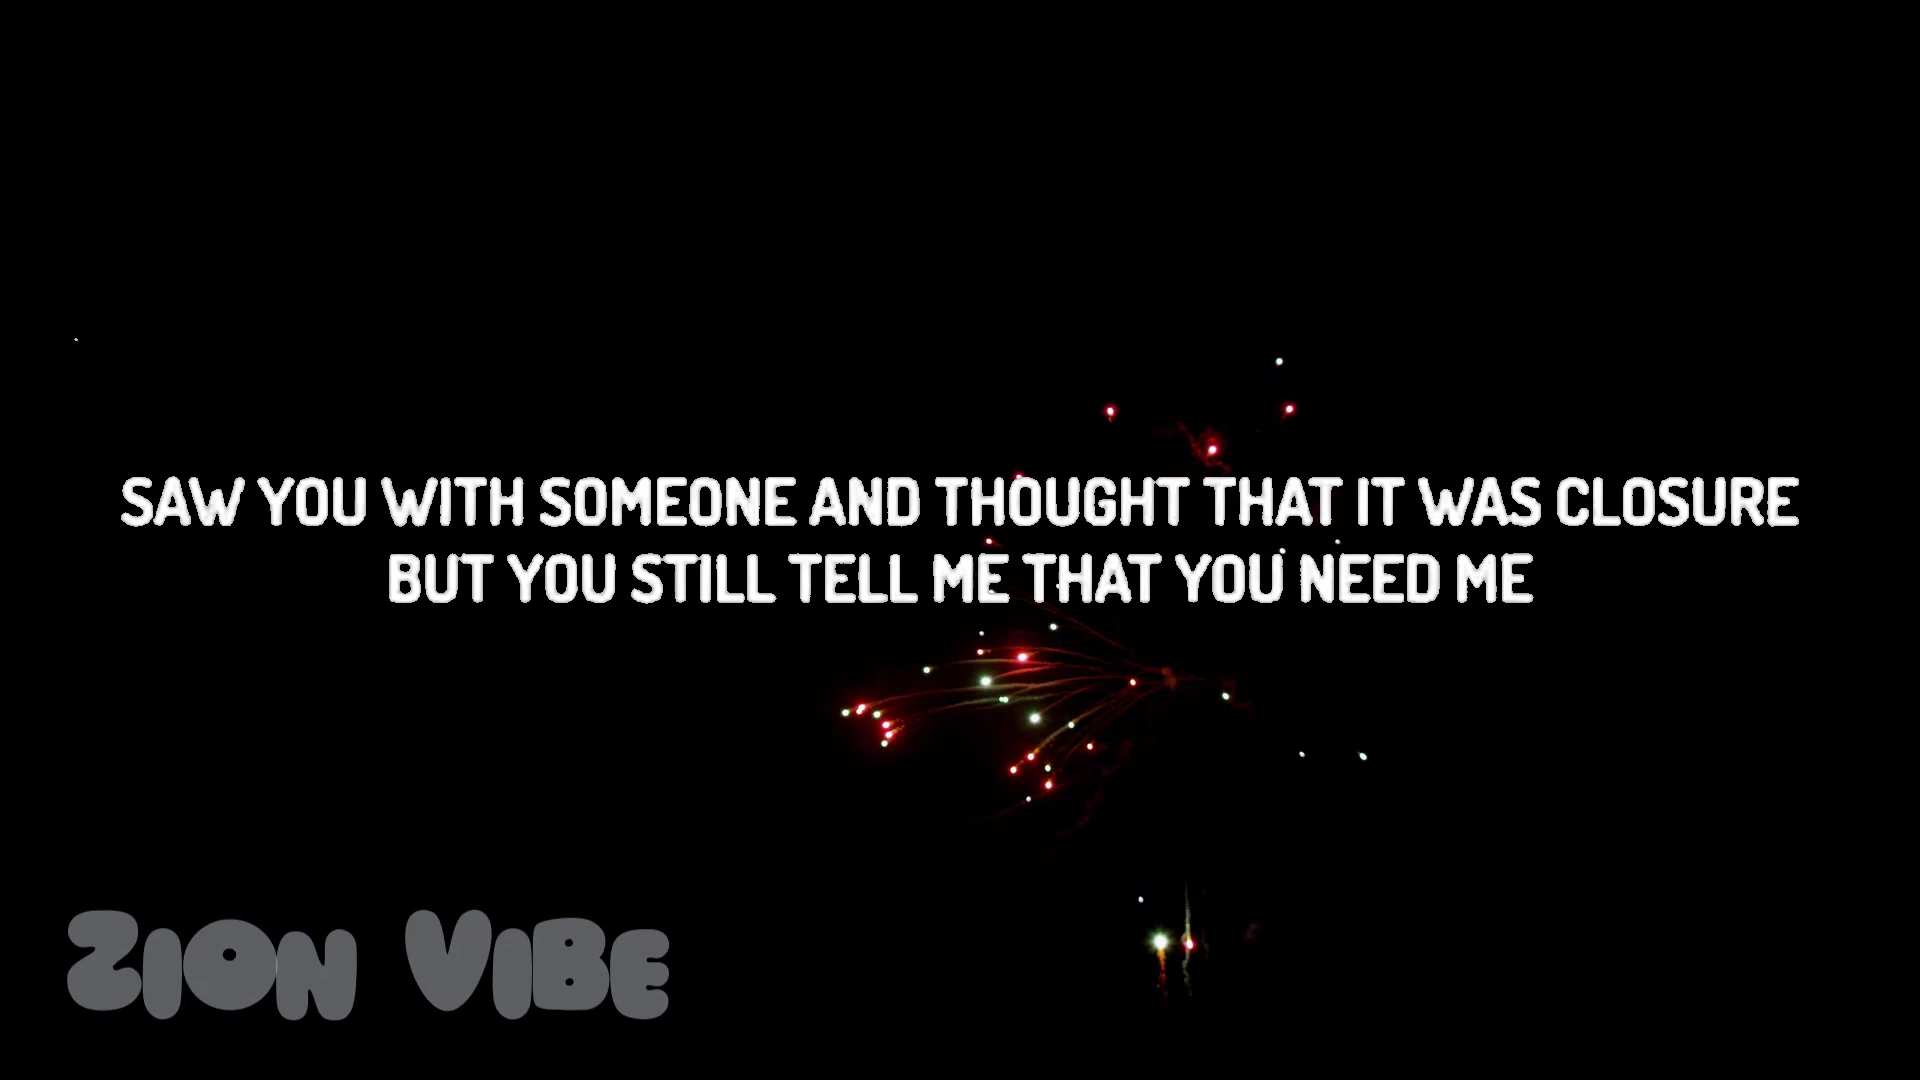 SAW YOU WITH SOMEONE AND THOUGHT THAT IT WAS CLOSURE
BUT YOU STILL TELL ME THAT YOU NEED ME
ZION VIBE